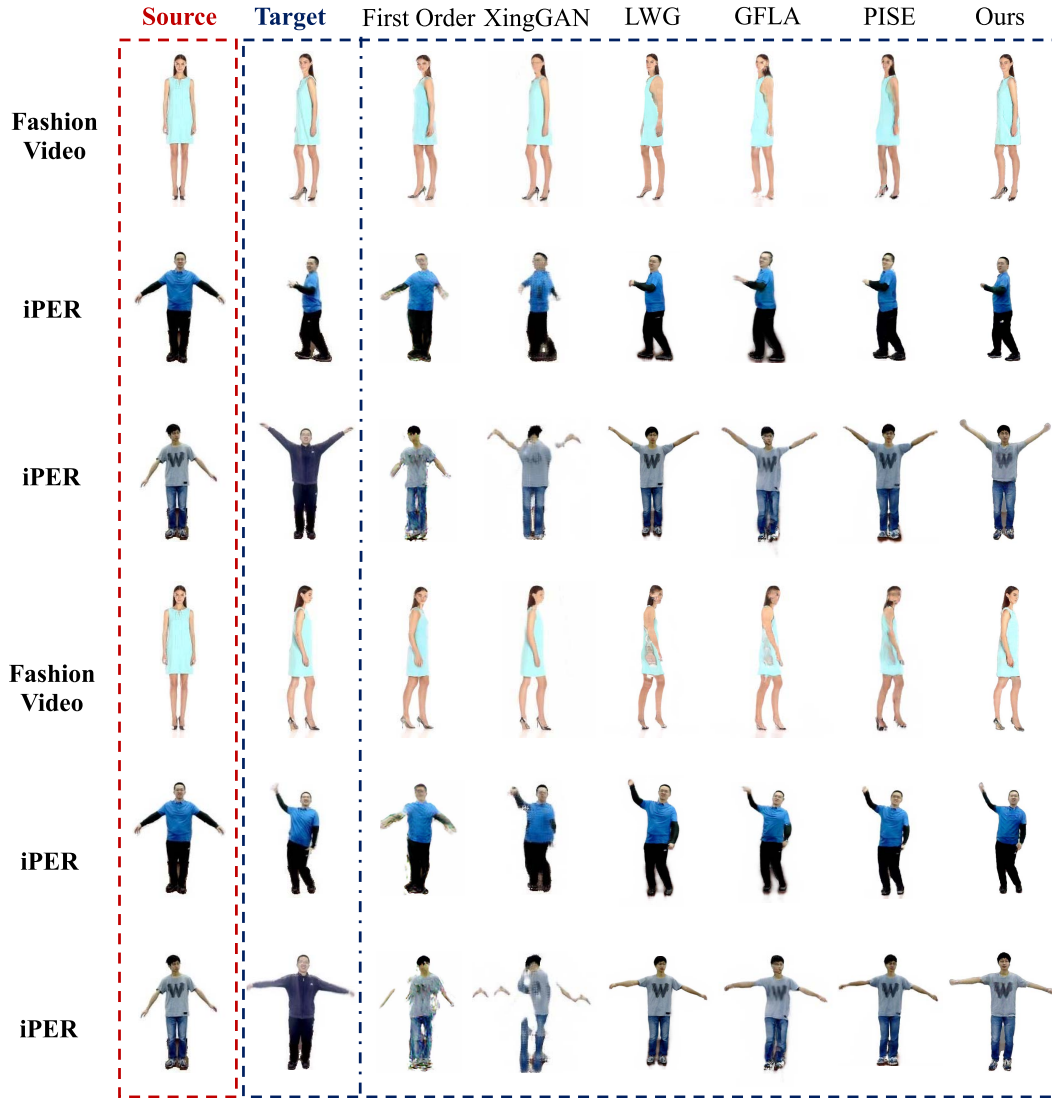 Source Target First Order XingGAN LWG GFLA PISE Ours
Fashion
Video
iPER
W W W W W W
iPER
Fashion
Video
iPER
W W W W W
iPER